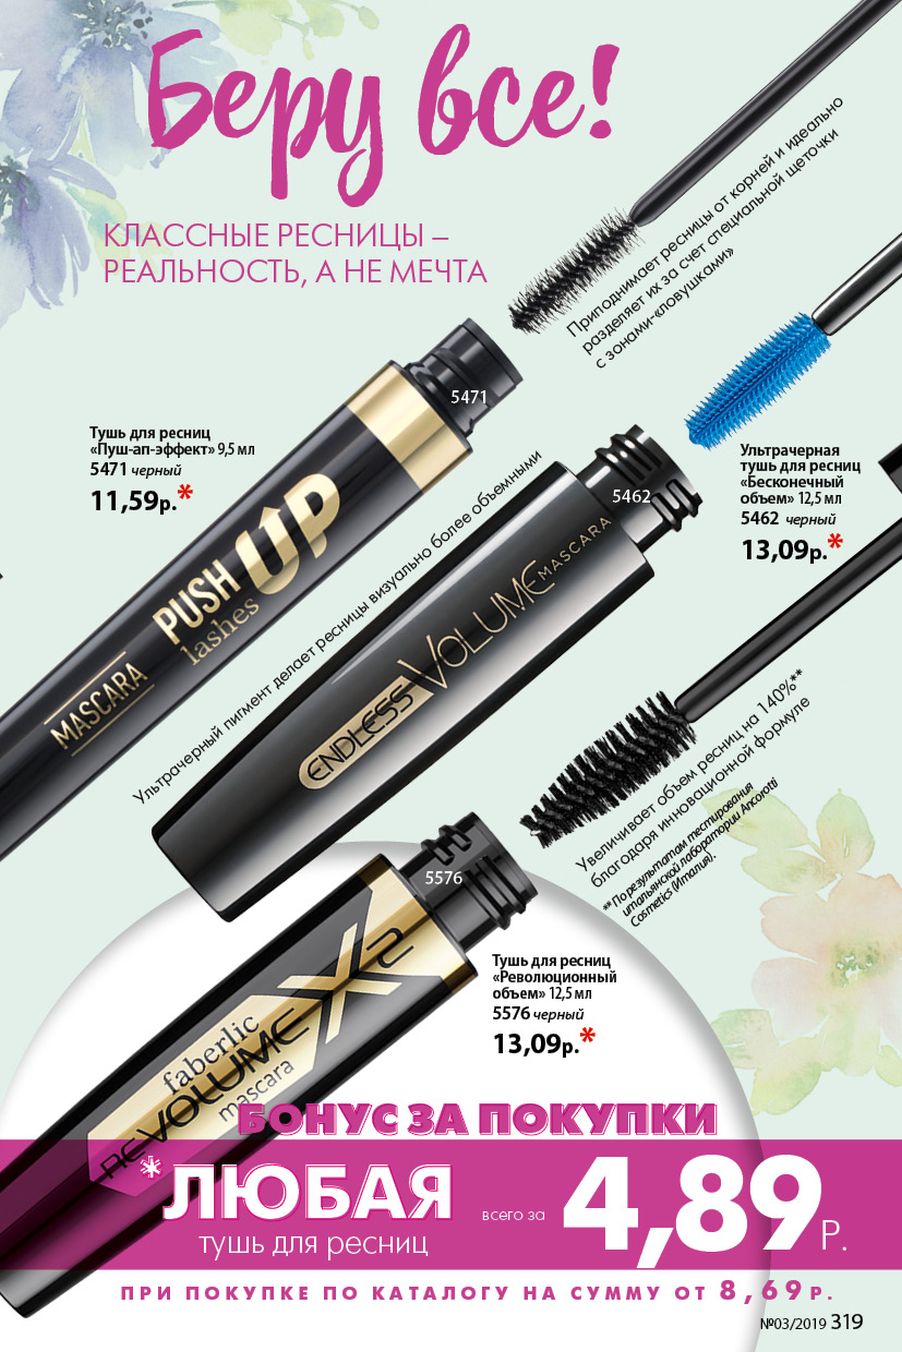 Беру все!
КЛАССНЫЕ РЕСНИЦЫ –
РЕАЛЬНОСТЬ, А НЕ МЕЧТА
Приподнимает ресницы от корней и идеально
разделяет их за счет специальной щеточки
с зонами-«ловушками»
5471
Тушь для ресниц
«Пуш-ап-эффект» 9,5 мл
5471 черный
11,59р.*
MASCARA
PUSH UP
lashes
Ультрачерная
тушь для ресниц
«Бесконечный
объем» 12,5 мл
5462 черный
13,09р.*
5462
Ультрачерный пигмент делает ресницы визуально более объемными
ENDLESS VOLUME MASCARA
Увеличивает объем ресниц на 140%**
благодаря инновационной формуле
** По результатам тестирования
итальянской лаборатории Ancorotti
Cosmetics (Италия).
5576
Тушь для ресниц
«Революционный
объем» 12,5 мл
5576 черный
13,09р.*
faberlic
REVOLUME X2
mascara
БОНУС ЗА ПОКУПКИ
*ЛЮБАЯ
тушь для ресниц
всего за
4,89 Р.
ПРИ ПОКУПКЕ ПО КАТАЛОГУ НА СУММУ ОТ 8,69 Р.
№03/2019 319